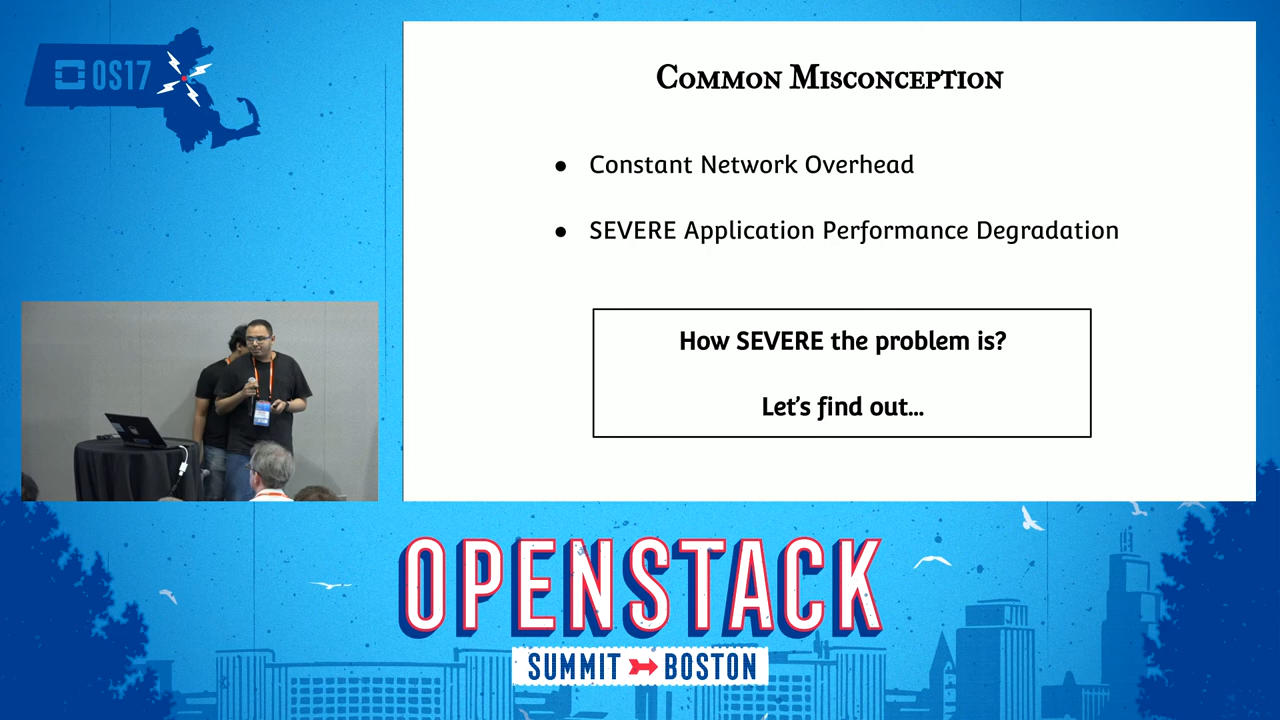 OS17
COMMON MISCONCEPTION
● Constant Network Overhead
● SEVERE Application Performance Degradation
How SEVERE the problem is?
Let's find out...
OPENSTACK
SUMMIT BOSTON